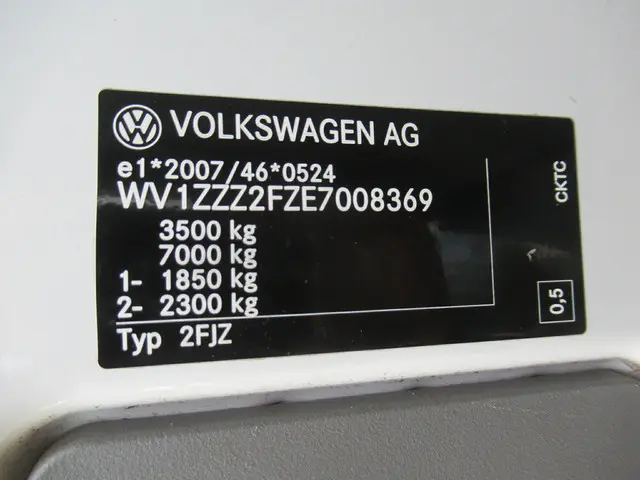 VOLKSWAGEN AG
e1*2007/46*0524
WV1ZZZ2FZE7008369
3500 kg
7000 kg
1- 1850 kg
2- 2300 kg
Typ 2FJZ
CKTC
0,5